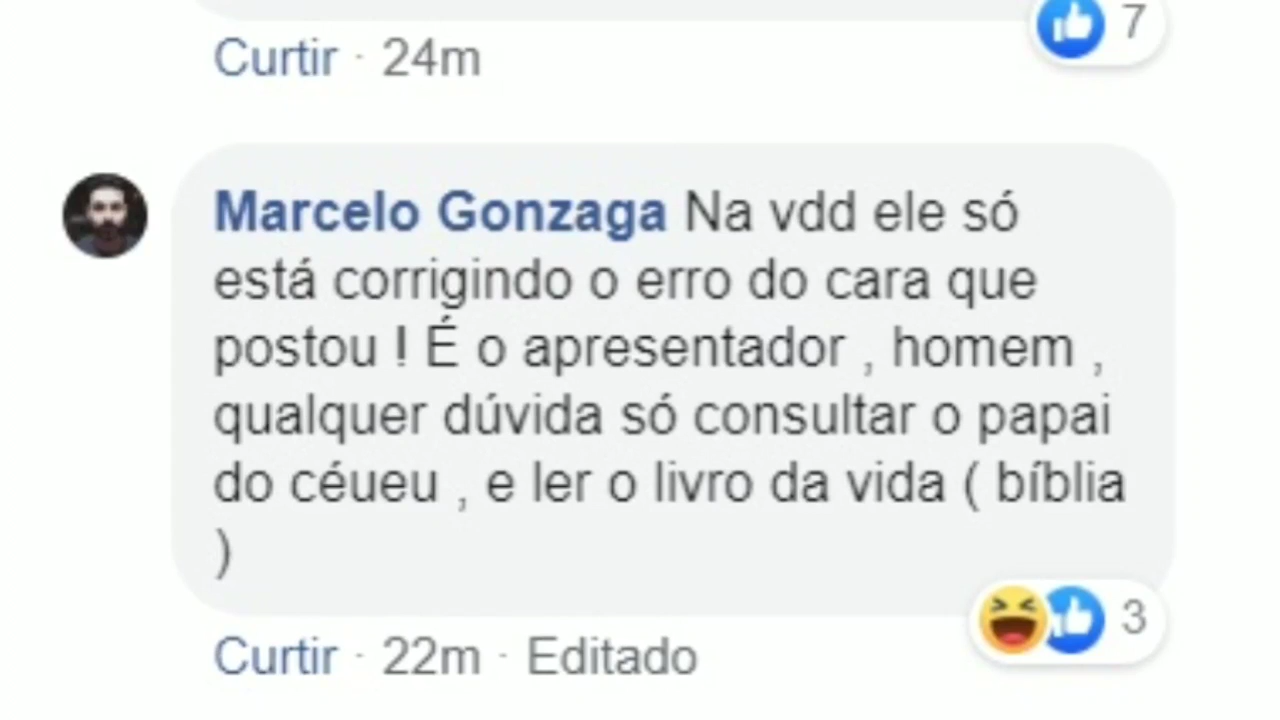 Curtir · 24m
7
Marcelo Gonzaga Na vdd ele só
está corrigindo o erro do cara que
postou ! É o apresentador , homem ,
qualquer dúvida só consultar o papai
do céueu , e ler o livro da vida ( bíblia
)
3
Curtir · 22m · Editado